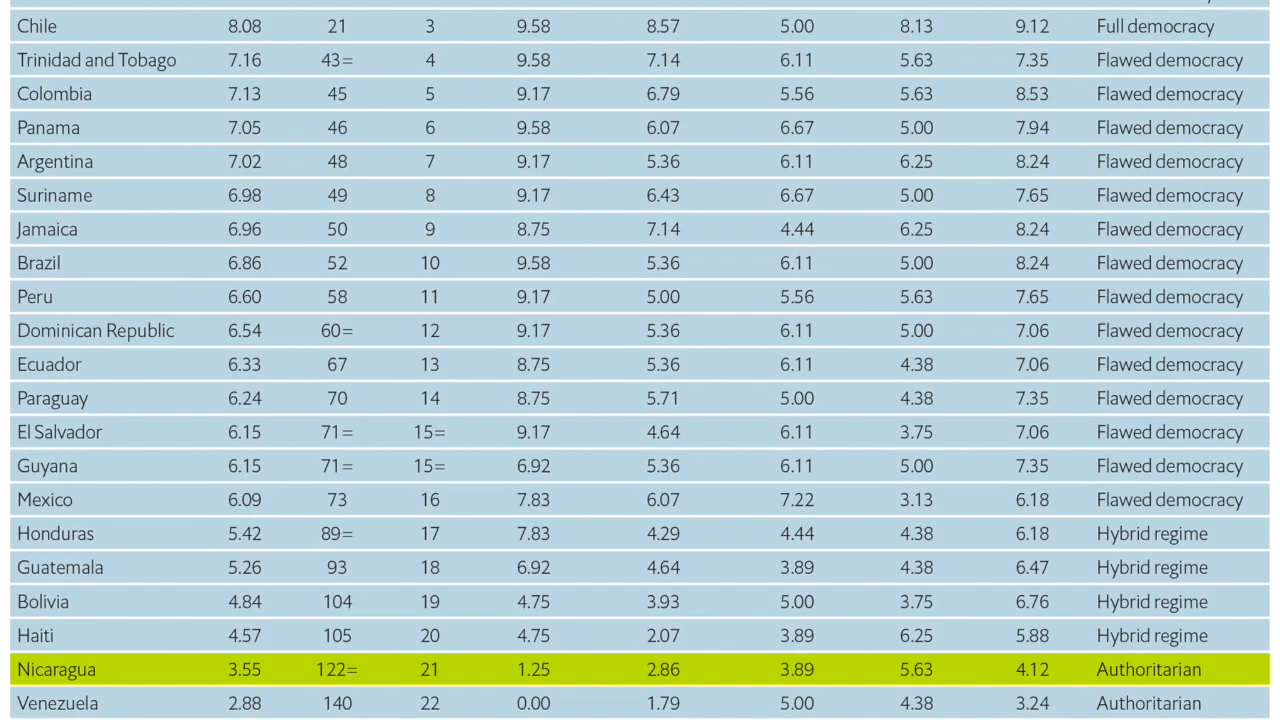 Chile 8.08 21 3 9.58 8.57 5.00 8.13 9.12 Full democracy
Trinidad and Tobago 7.16 43= 4 9.58 7.14 6.11 5.63 7.35 Flawed democracy
Colombia 7.13 45 5 9.17 6.79 5.56 5.63 8.53 Flawed democracy
Panama 7.05 46 6 9.58 6.07 6.67 5.00 7.94 Flawed democracy
Argentina 7.02 48 7 9.17 5.36 6.11 6.25 8.24 Flawed democracy
Suriname 6.98 49 8 9.17 6.43 6.67 5.00 7.65 Flawed democracy
Jamaica 6.96 50 9 8.75 7.14 4.44 6.25 8.24 Flawed democracy
Brazil 6.86 52 10 9.58 5.36 6.11 5.00 8.24 Flawed democracy
Peru 6.60 58 11 9.17 5.00 5.56 5.63 7.65 Flawed democracy
Dominican Republic 6.54 60= 12 9.17 5.36 6.11 5.00 7.06 Flawed democracy
Ecuador 6.33 67 13 8.75 5.36 6.11 4.38 7.06 Flawed democracy
Paraguay 6.24 70 14 8.75 5.71 5.00 4.38 7.35 Flawed democracy
El Salvador 6.15 71= 15= 9.17 4.64 6.11 3.75 7.06 Flawed democracy
Guyana 6.15 71= 15= 6.92 5.36 6.11 5.00 7.35 Flawed democracy
Mexico 6.09 73 16 7.83 6.07 7.22 3.13 6.18 Flawed democracy
Honduras 5.42 89= 17 7.83 4.29 4.44 4.38 6.18 Hybrid regime
Guatemala 5.26 93 18 6.92 4.64 3.89 4.38 6.47 Hybrid regime
Bolivia 4.84 104 19 4.75 3.93 5.00 3.75 6.76 Hybrid regime
Haiti 4.57 105 20 4.75 2.07 3.89 6.25 5.88 Hybrid regime
Nicaragua 3.55 122= 21 1.25 2.86 3.89 5.63 4.12 Authoritarian
Venezuela 2.88 140 22 0.00 1.79 5.00 4.38 3.24 Authoritarian